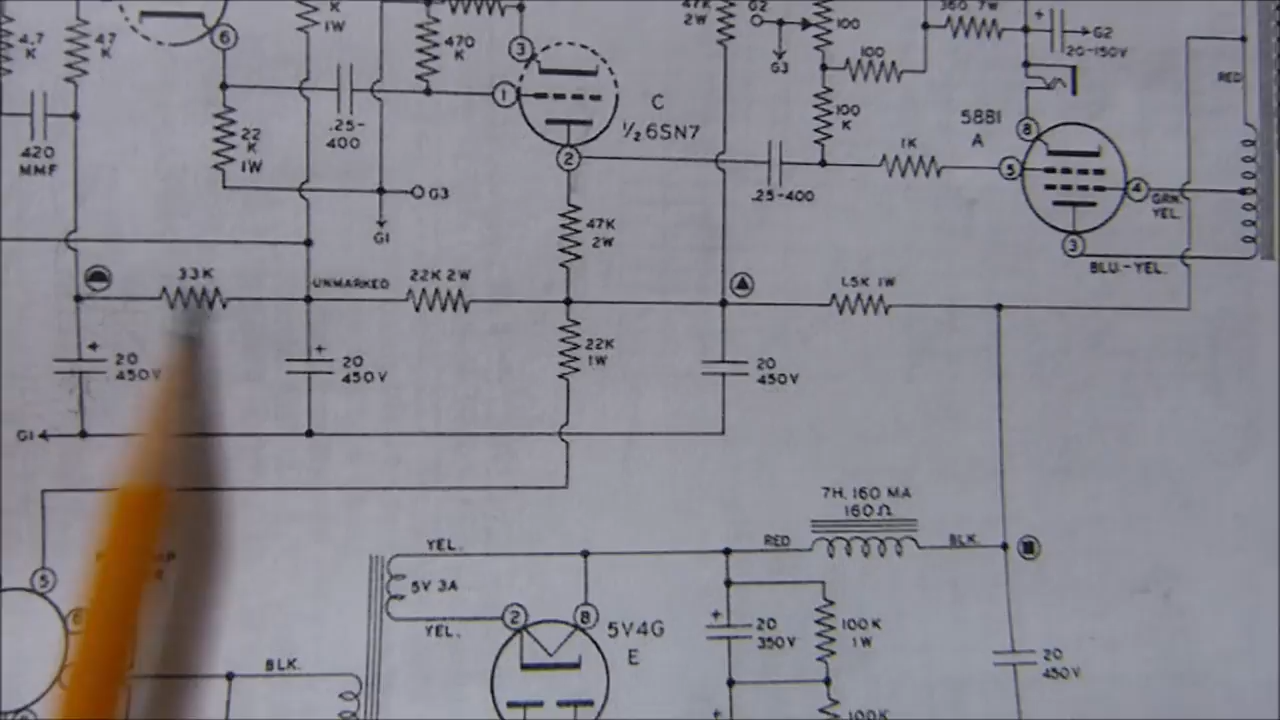 4.7
K
47
K
6
K
1W
470
K
3
47K
2W
G2
G3
100
100
360 7W
+
G2
20-150V
RED
420
MMF
22
K
1W
.25-
400
1
C
½ 6SN7
2
100
K
.25-400
1K
5881
A
8
5
4
GRN.
YEL.
3
BLU.-YEL.
G3
G1
33K
UNMARKED
22K 2W
47K
2W
1.5K 1W
+
20
450V
+
20
450V
22K
1W
20
450V
G1
7H, 160 MA
160Ω
YEL.
RED
BLK.
5V 3A
YEL.
2
8
5V4G
E
+
20
350V
100K
1W
20
450V
5
6
BLK.
+
100K